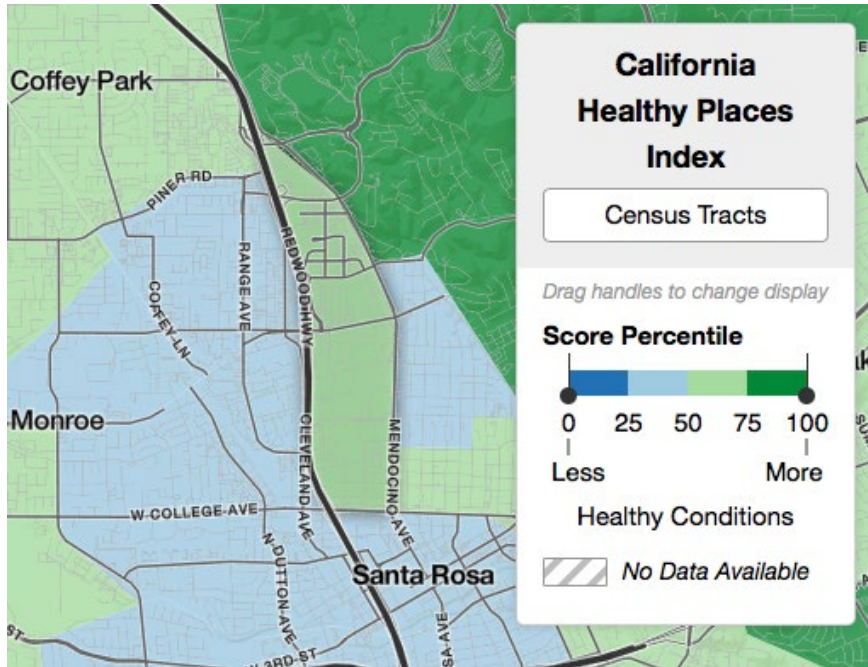 Coffey Park
PINER RD
RANGE AVE
REDWOOD HWY
COFFEY LN
Monroe
CLEVELAND AVE
MENDOCINO AVE
W COLLEGE AVE
N DUTTON AVE
Santa Rosa
3RD ST
ST
California
Healthy Places
Index
Census Tracts
Drag handles to change display
Score Percentile
0 25 50 75 100
Less More
Healthy Conditions
No Data Available